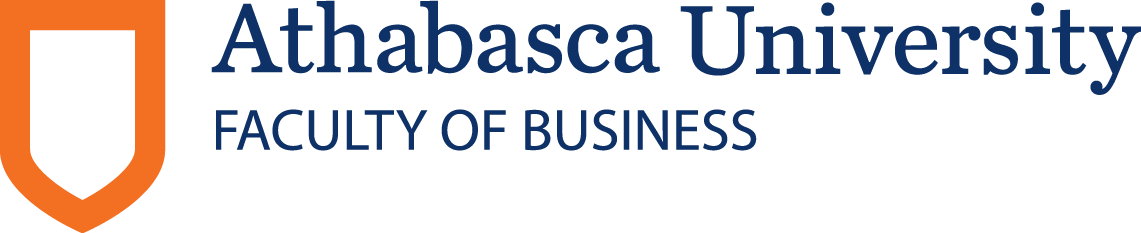 Athabasca University
FACULTY OF BUSINESS